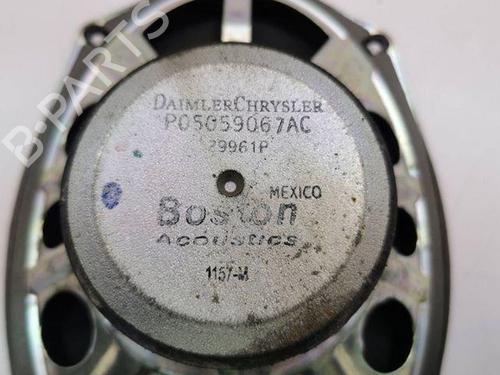 B-PARTS
DAIMLERCHRYSLER
P05059067AC
29961P
MEXICO
Boston
Acoustics
1157-M